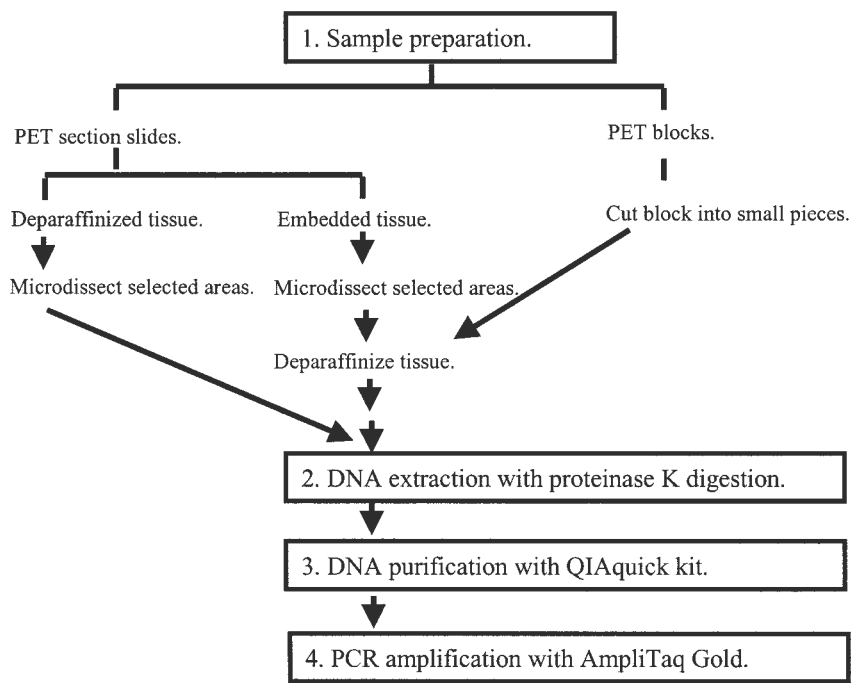 1. Sample preparation.
PET section slides.
PET blocks.
Deparaffinized tissue.
Embedded tissue.
Cut block into small pieces.
Microdissect selected areas.
Microdissect selected areas.
Deparaffinize tissue.
2. DNA extraction with proteinase K digestion.
3. DNA purification with QIAquick kit.
4. PCR amplification with AmpliTaq Gold.